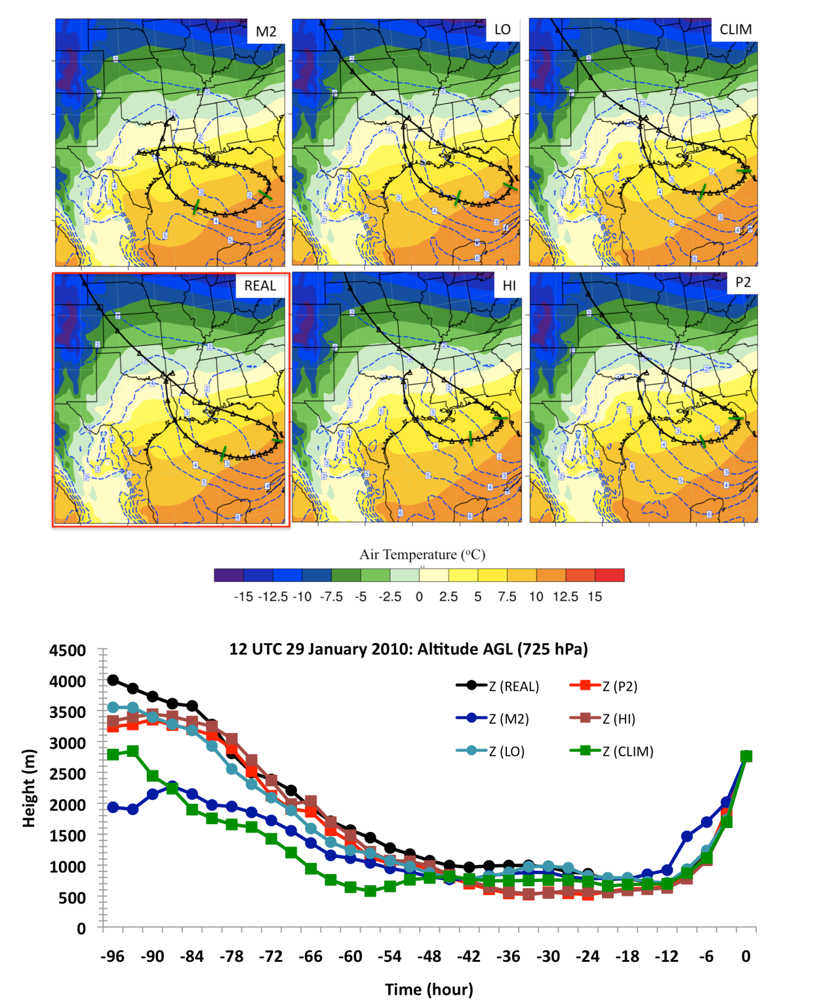 M2
LO
CLIM
REAL
HI
P2
Air Temperature (°C)
-15 -12.5 -10 -7.5 -5 -2.5 0 2.5 5 7.5 10 12.5 15
12 UTC 29 January 2010: Altitude AGL (725 hPa)
Z (REAL) Z (P2)
Z (M2) Z (HI)
Z (LO) Z (CLIM)
Height (m)
4500
4000
3500
3000
2500
2000
1500
1000
500
0
-96 -90 -84 -78 -72 -66 -60 -54 -48 -42 -36 -30 -24 -18 -12 -6 0
Time (hour)